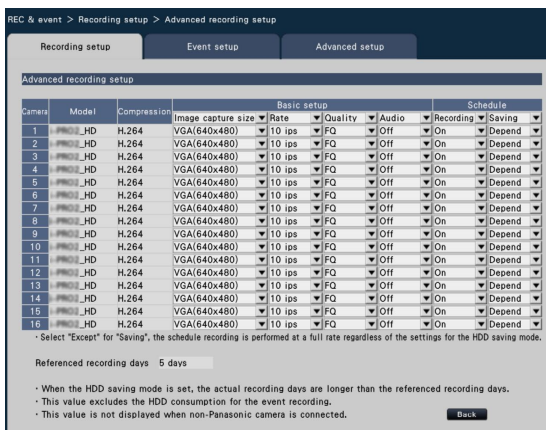 REC & event > Recording setup > Advanced recording setup
Recording setup Event setup Advanced setup
Advanced recording setup
Camera Model Compression Basic setup Schedule
Image capture size Rate Quality Audio Recording Saving
1 _HD H.264 VGA(640x480) 10 ips FQ Off On Depend
2 _HD H.264 VGA(640x480) 10 ips FQ Off On Depend
3 _HD H.264 VGA(640x480) 10 ips FQ Off On Depend
4 _HD H.264 VGA(640x480) 10 ips FQ Off On Depend
5 _HD H.264 VGA(640x480) 10 ips FQ Off On Depend
6 _HD H.264 VGA(640x480) 10 ips FQ Off On Depend
7 _HD H.264 VGA(640x480) 10 ips FQ Off On Depend
8 _HD H.264 VGA(640x480) 10 ips FQ Off On Depend
9 _HD H.264 VGA(640x480) 10 ips FQ Off On Depend
10 _HD H.264 VGA(640x480) 10 ips FQ Off On Depend
11 _HD H.264 VGA(640x480) 10 ips FQ Off On Depend
12 _HD H.264 VGA(640x480) 10 ips FQ Off On Depend
13 _HD H.264 VGA(640x480) 10 ips FQ Off On Depend
14 _HD H.264 VGA(640x480) 10 ips FQ Off On Depend
15 _HD H.264 VGA(640x480) 10 ips FQ Off On Depend
16 _HD H.264 VGA(640x480) 10 ips FQ Off On Depend
・Select "Except" for "Saving", the schedule recording is performed at a full rate regardless of the settings for the HDD saving mode.
Referenced recording days 5 days
・When the HDD saving mode is set, the actual recording days are longer than the referenced recording days.
・This value excludes the HDD consumption for the event recording.
・This value is not displayed when non-Panasonic camera is connected.
Back